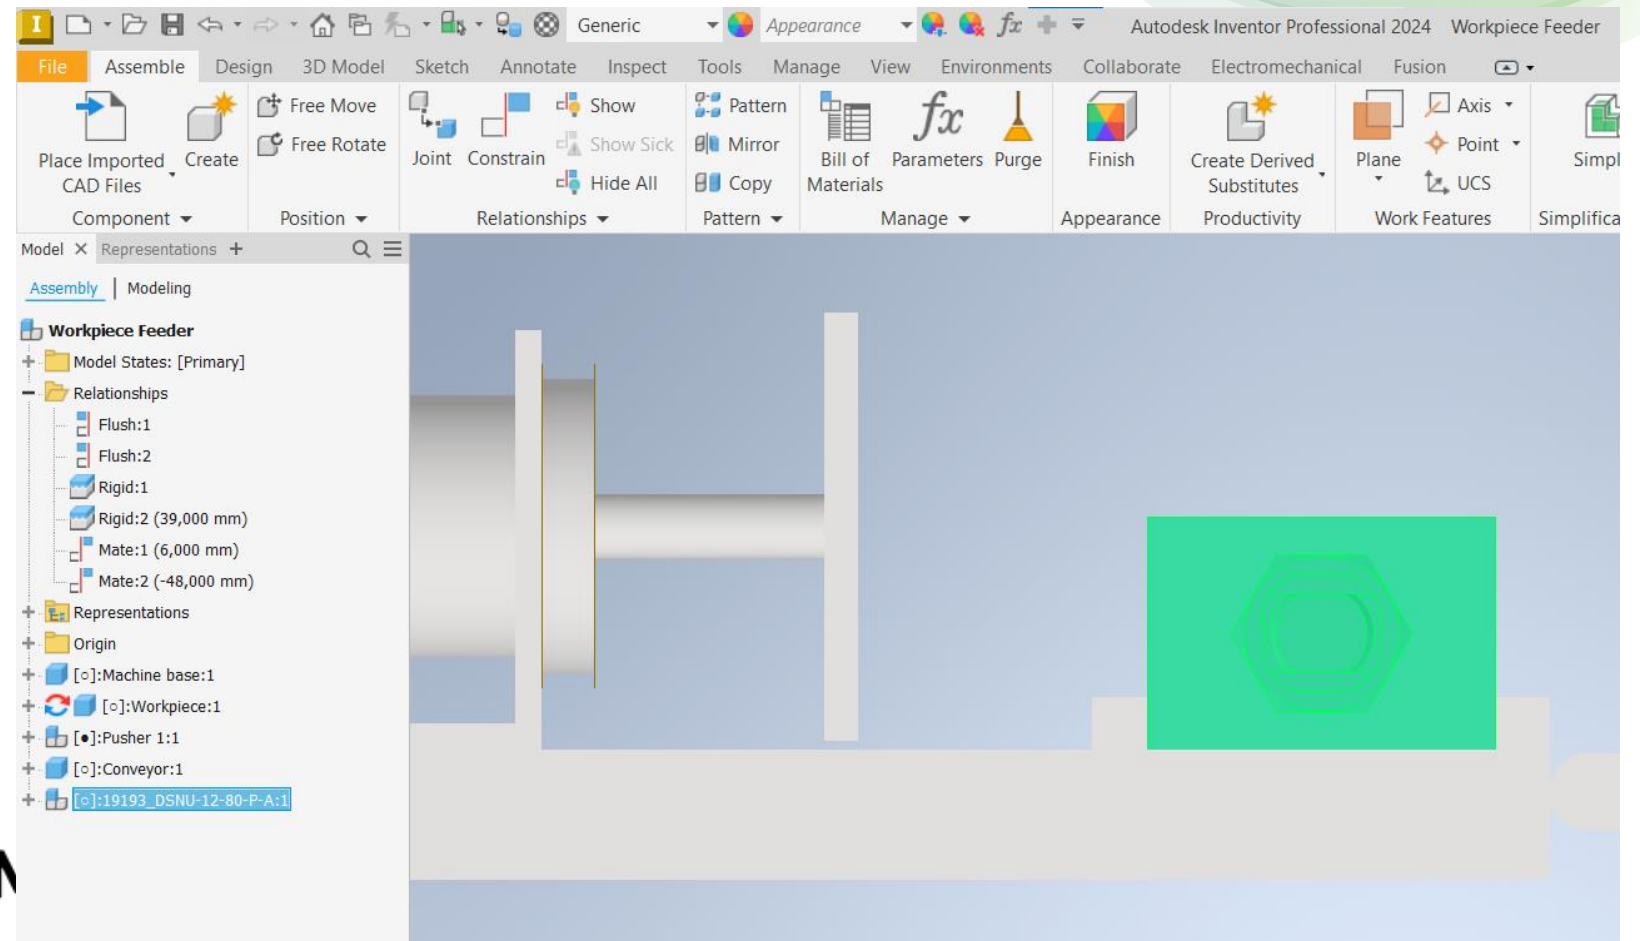 I Generic Appearance fx Autodesk Inventor Professional 2024 Workpiece Feeder
File Assemble Design 3D Model Sketch Annotate Inspect Tools Manage View Environments Collaborate Electromechanical Fusion
Place Imported CAD Files
Create
Free Move
Free Rotate
Joint
Constrain
Show
Show Sick
Hide All
Pattern
Mirror
Copy
Bill of Materials
fx
Parameters
Purge
Finish
Create Derived Substitutes
Plane
Axis
Point
UCS
Simpl
Component Position Relationships Pattern Manage Appearance Productivity Work Features Simplifica
Model Representations +
Assembly | Modeling
Workpiece Feeder
Model States: [Primary]
Relationships
Flush:1
Flush:2
Rigid:1
Rigid:2 (39,000 mm)
Mate:1 (6,000 mm)
Mate:2 (-48,000 mm)
Representations
Origin
[○]:Machine base:1
[○]:Workpiece:1
[●]:Pusher 1:1
[○]:Conveyor:1
[○]:19193_DSNU-12-80-P-A:1